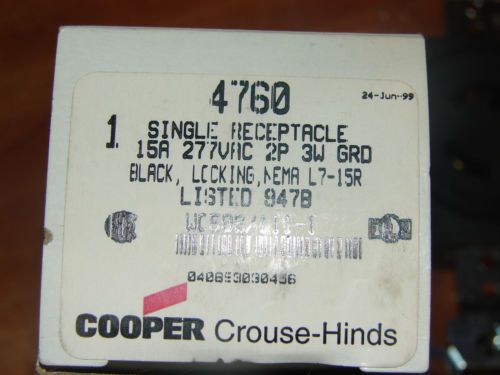 4760
24-Jun-99
1 SINGLE RECEPTACLE
15A 277VAC 2P 3W GRD
BLACK, LOCKING, NEMA L7-15R
LISTED 947B
COOPER Crouse-Hinds